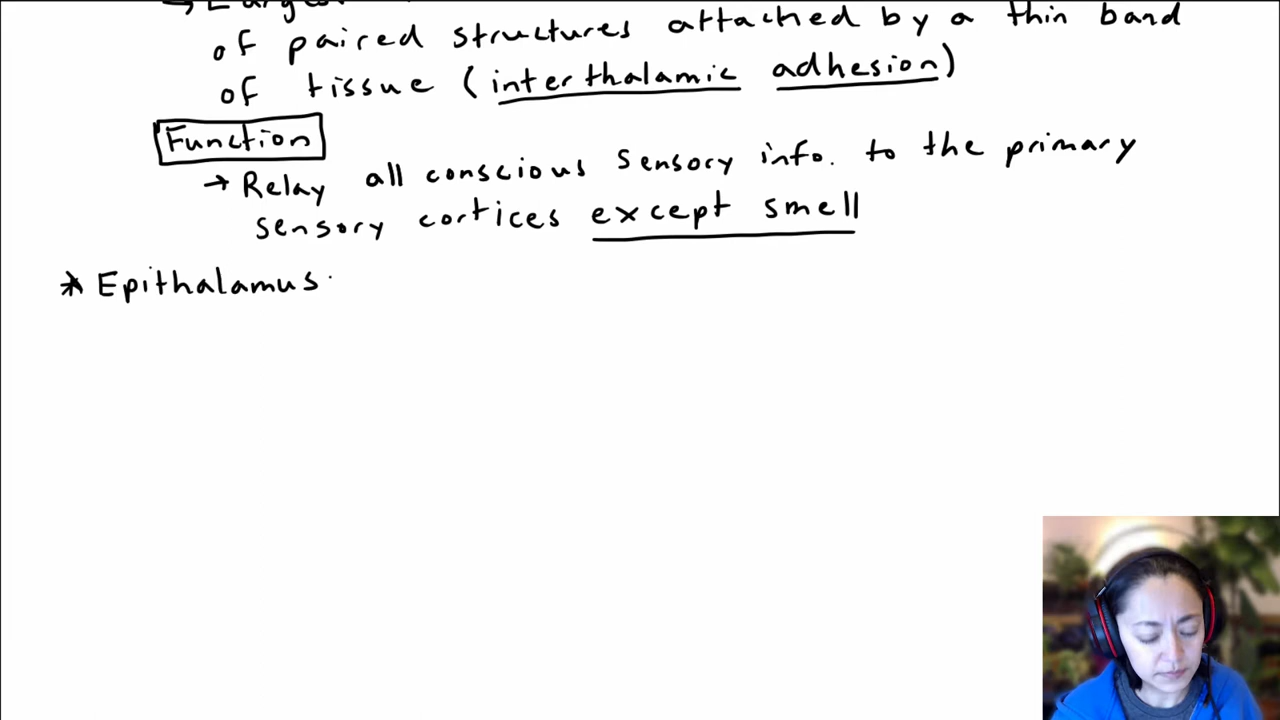 → Largest
of paired structures attached by a thin band
of tissue (interthalamic adhesion)
Function
→ Relay all conscious sensory info. to the primary
sensory cortices except smell
* Epithalamus